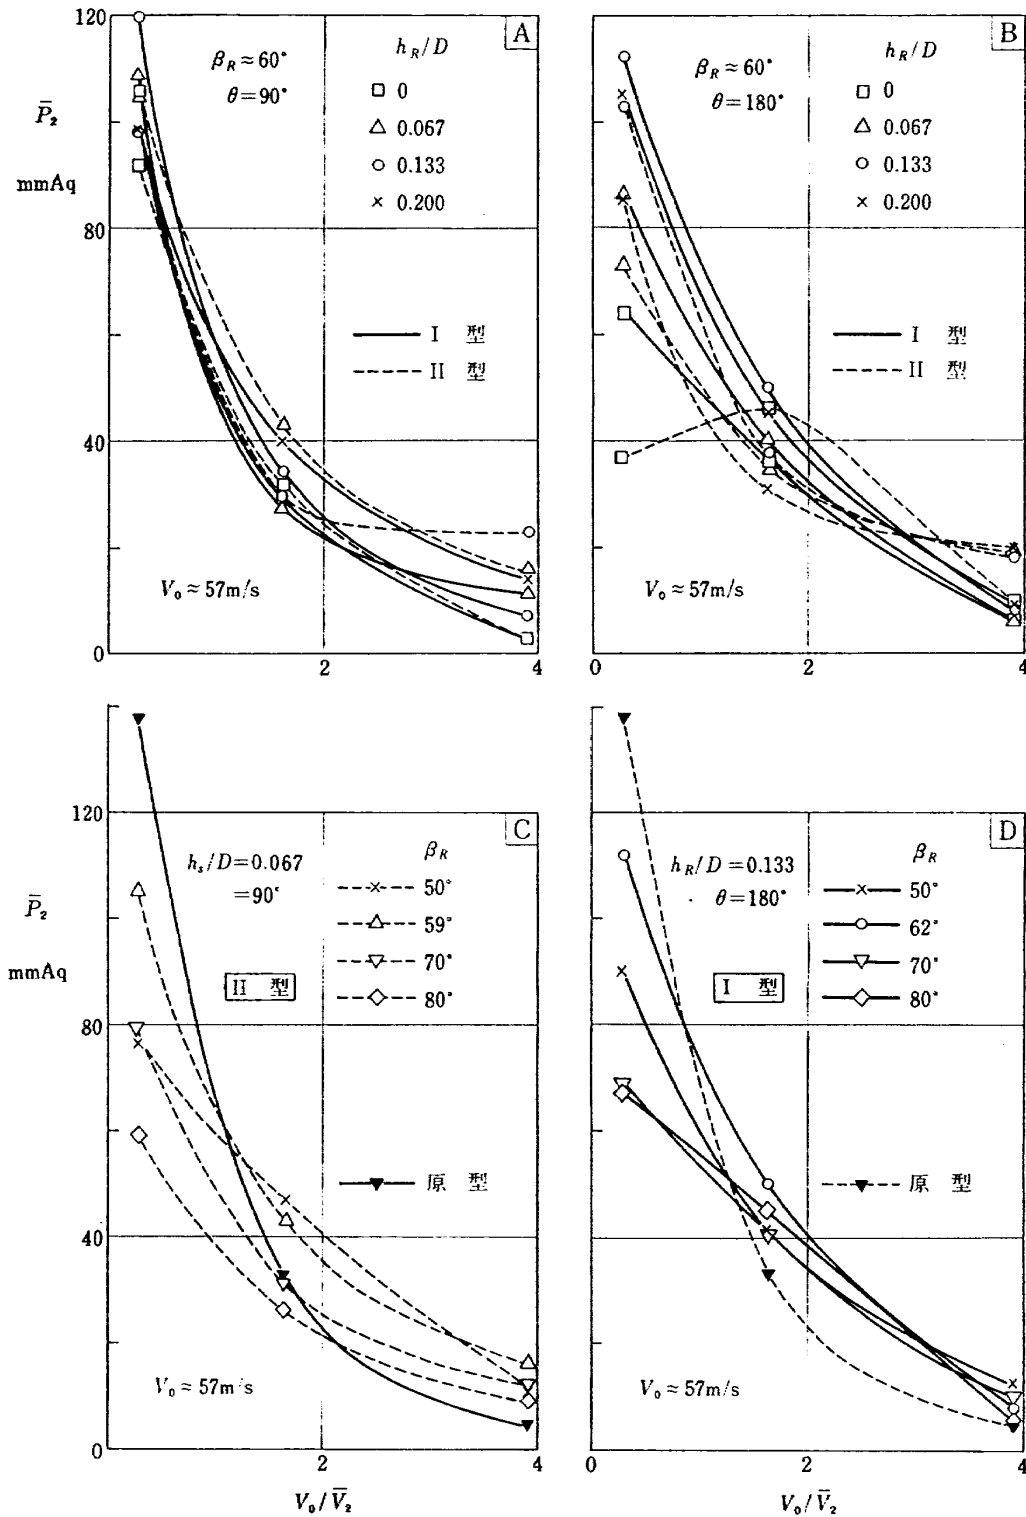 120
A
β_R≈60°
θ=90°
h_R/D
□ 0
△ 0.067
○ 0.133
× 0.200
P̄₂
mmAq
80
I 型
II 型
40
V₀≈57m/s
0
2
4
B
β_R≈60°
θ=180°
h_R/D
□ 0
△ 0.067
○ 0.133
× 0.200
I 型
II 型
V₀≈57m/s
0
2
4
120
C
h_s/D=0.067
=90°
β_R
50°
59°
70°
80°
P̄₂
mmAq
II 型
80
原 型
40
V₀≈57m/s
0
0
2
4
V₀/V̄₂
D
h_R/D=0.133
θ=180°
β_R
50°
62°
70°
80°
I 型
原 型
V₀≈57m/s
0
2
4
V₀/V̄₂